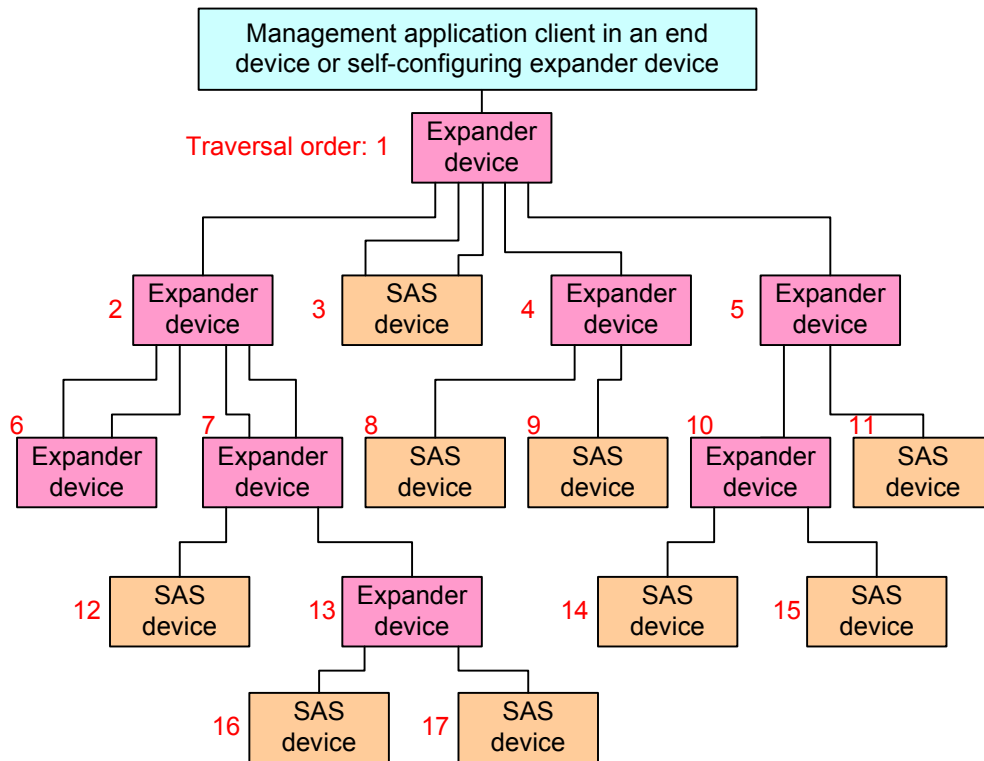 Management application client in an end
device or self-configuring expander device
Traversal order: 1
Expander
device
2
Expander
device
3
SAS
device
4
Expander
device
5
Expander
device
6
Expander
device
7
Expander
device
8
SAS
device
9
SAS
device
10
Expander
device
11
SAS
device
12
SAS
device
13
Expander
device
14
SAS
device
15
SAS
device
16
SAS
device
17
SAS
device